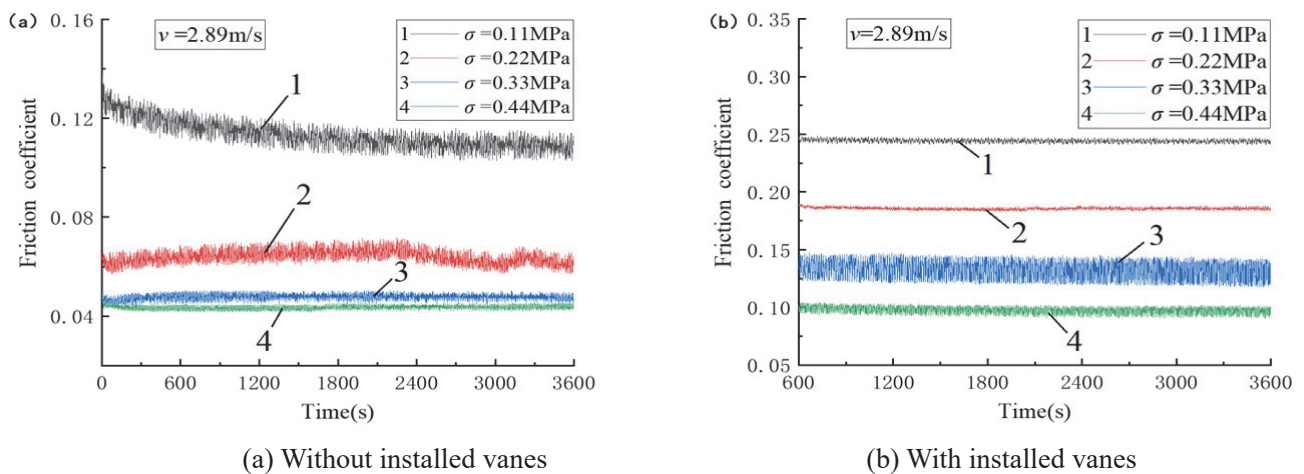 (a)
v=2.89m/s
1 σ=0.11MPa
2 σ=0.22MPa
3 σ=0.33MPa
4 σ=0.44MPa
0.16
0.12
0.08
0.04
Friction coefficient
1
2
3
4
0 600 1200 1800 2400 3000 3600
Time(s)
(a) Without installed vanes
(b)
v=2.89m/s
1 σ=0.11MPa
2 σ=0.22MPa
3 σ=0.33MPa
4 σ=0.44MPa
0.35
0.30
0.25
0.20
0.15
0.10
0.05
Friction coefficient
1
2
3
4
600 1200 1800 2400 3000 3600
Time(s)
(b) With installed vanes